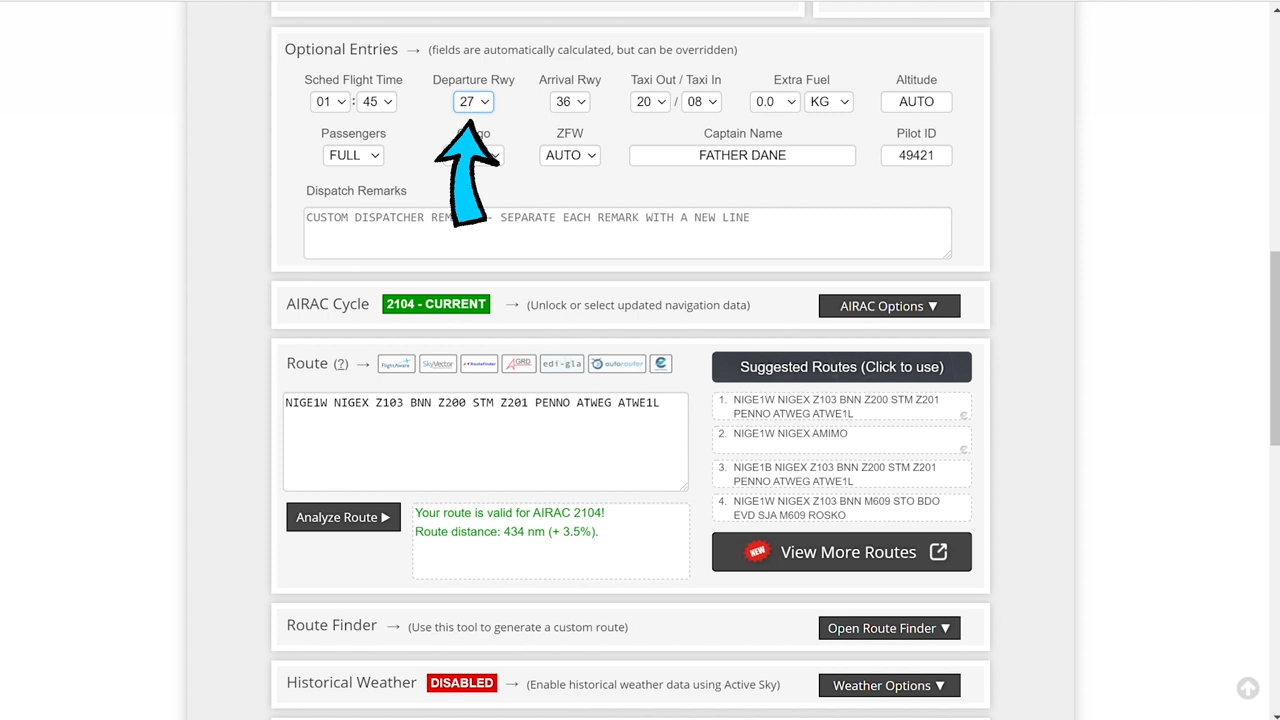 Optional Entries → (fields are automatically calculated, but can be overridden)
Sched Flight Time Departure Rwy Arrival Rwy Taxi Out / Taxi In Extra Fuel Altitude
01 : 45 27 36 20 / 08 0.0 KG AUTO
Passengers ZFW Captain Name Pilot ID
FULL AUTO FATHER DANE 49421
Dispatch Remarks
CUSTOM DISPATCHER - SEPARATE EACH REMARK WITH A NEW LINE
AIRAC Cycle 2104 - CURRENT → (Unlock or select updated navigation data) AIRAC Options ▼
Route (?) → FlightAware SkyVector RouteFinder GRD edi-gla autorouter
Suggested Routes (Click to use)
NIGE1W NIGEX Z103 BNN Z200 STM Z201 PENNO ATWEG ATWE1L
1. NIGE1W NIGEX Z103 BNN Z200 STM Z201
PENNO ATWEG ATWE1L
2. NIGE1W NIGEX AMIMO
3. NIGE1B NIGEX Z103 BNN Z200 STM Z201
PENNO ATWEG ATWE1L
4. NIGE1W NIGEX Z103 BNN M609 STO BDO
EVD SJA M609 ROSKO
Analyze Route ▶
Your route is valid for AIRAC 2104!
Route distance: 434 nm (+ 3.5%).
NEW View More Routes
Route Finder → (Use this tool to generate a custom route) Open Route Finder ▼
Historical Weather DISABLED → (Enable historical weather data using Active Sky) Weather Options ▼